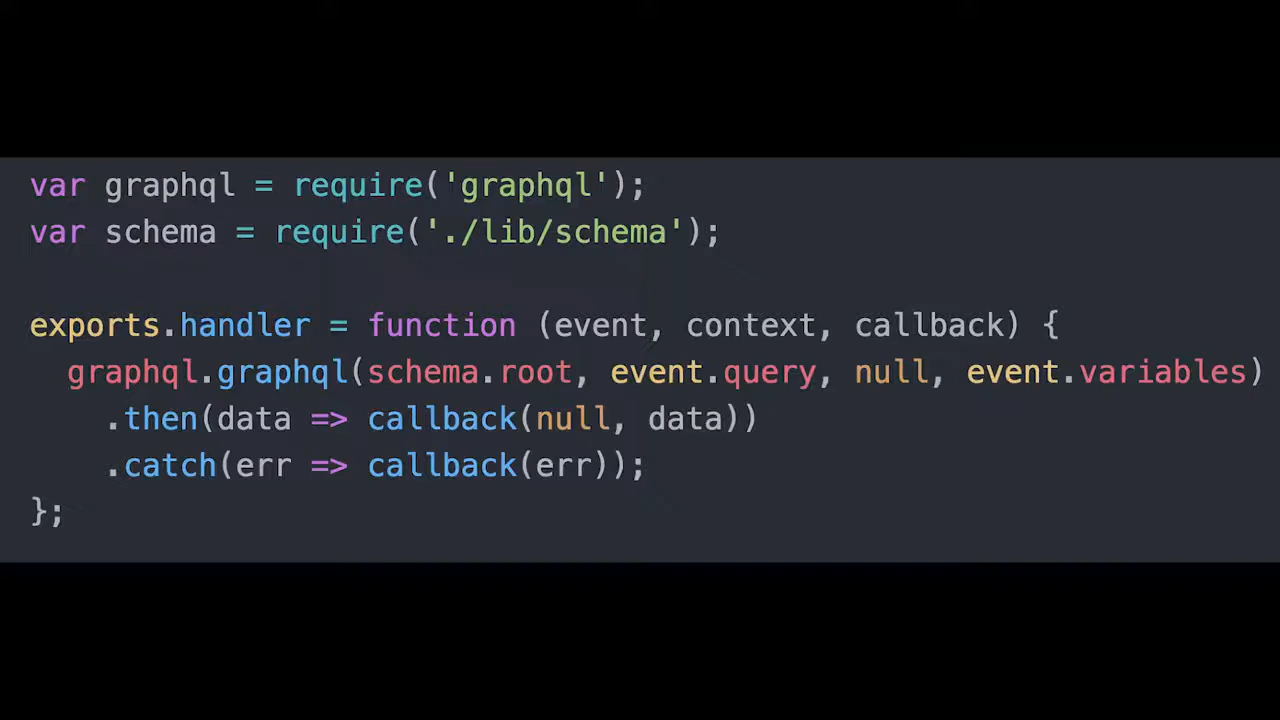 var graphql = require('graphql');
var schema = require('./lib/schema');
exports.handler = function (event, context, callback) {
graphql.graphql(schema.root, event.query, null, event.variables)
.then(data => callback(null, data))
.catch(err => callback(err));
};